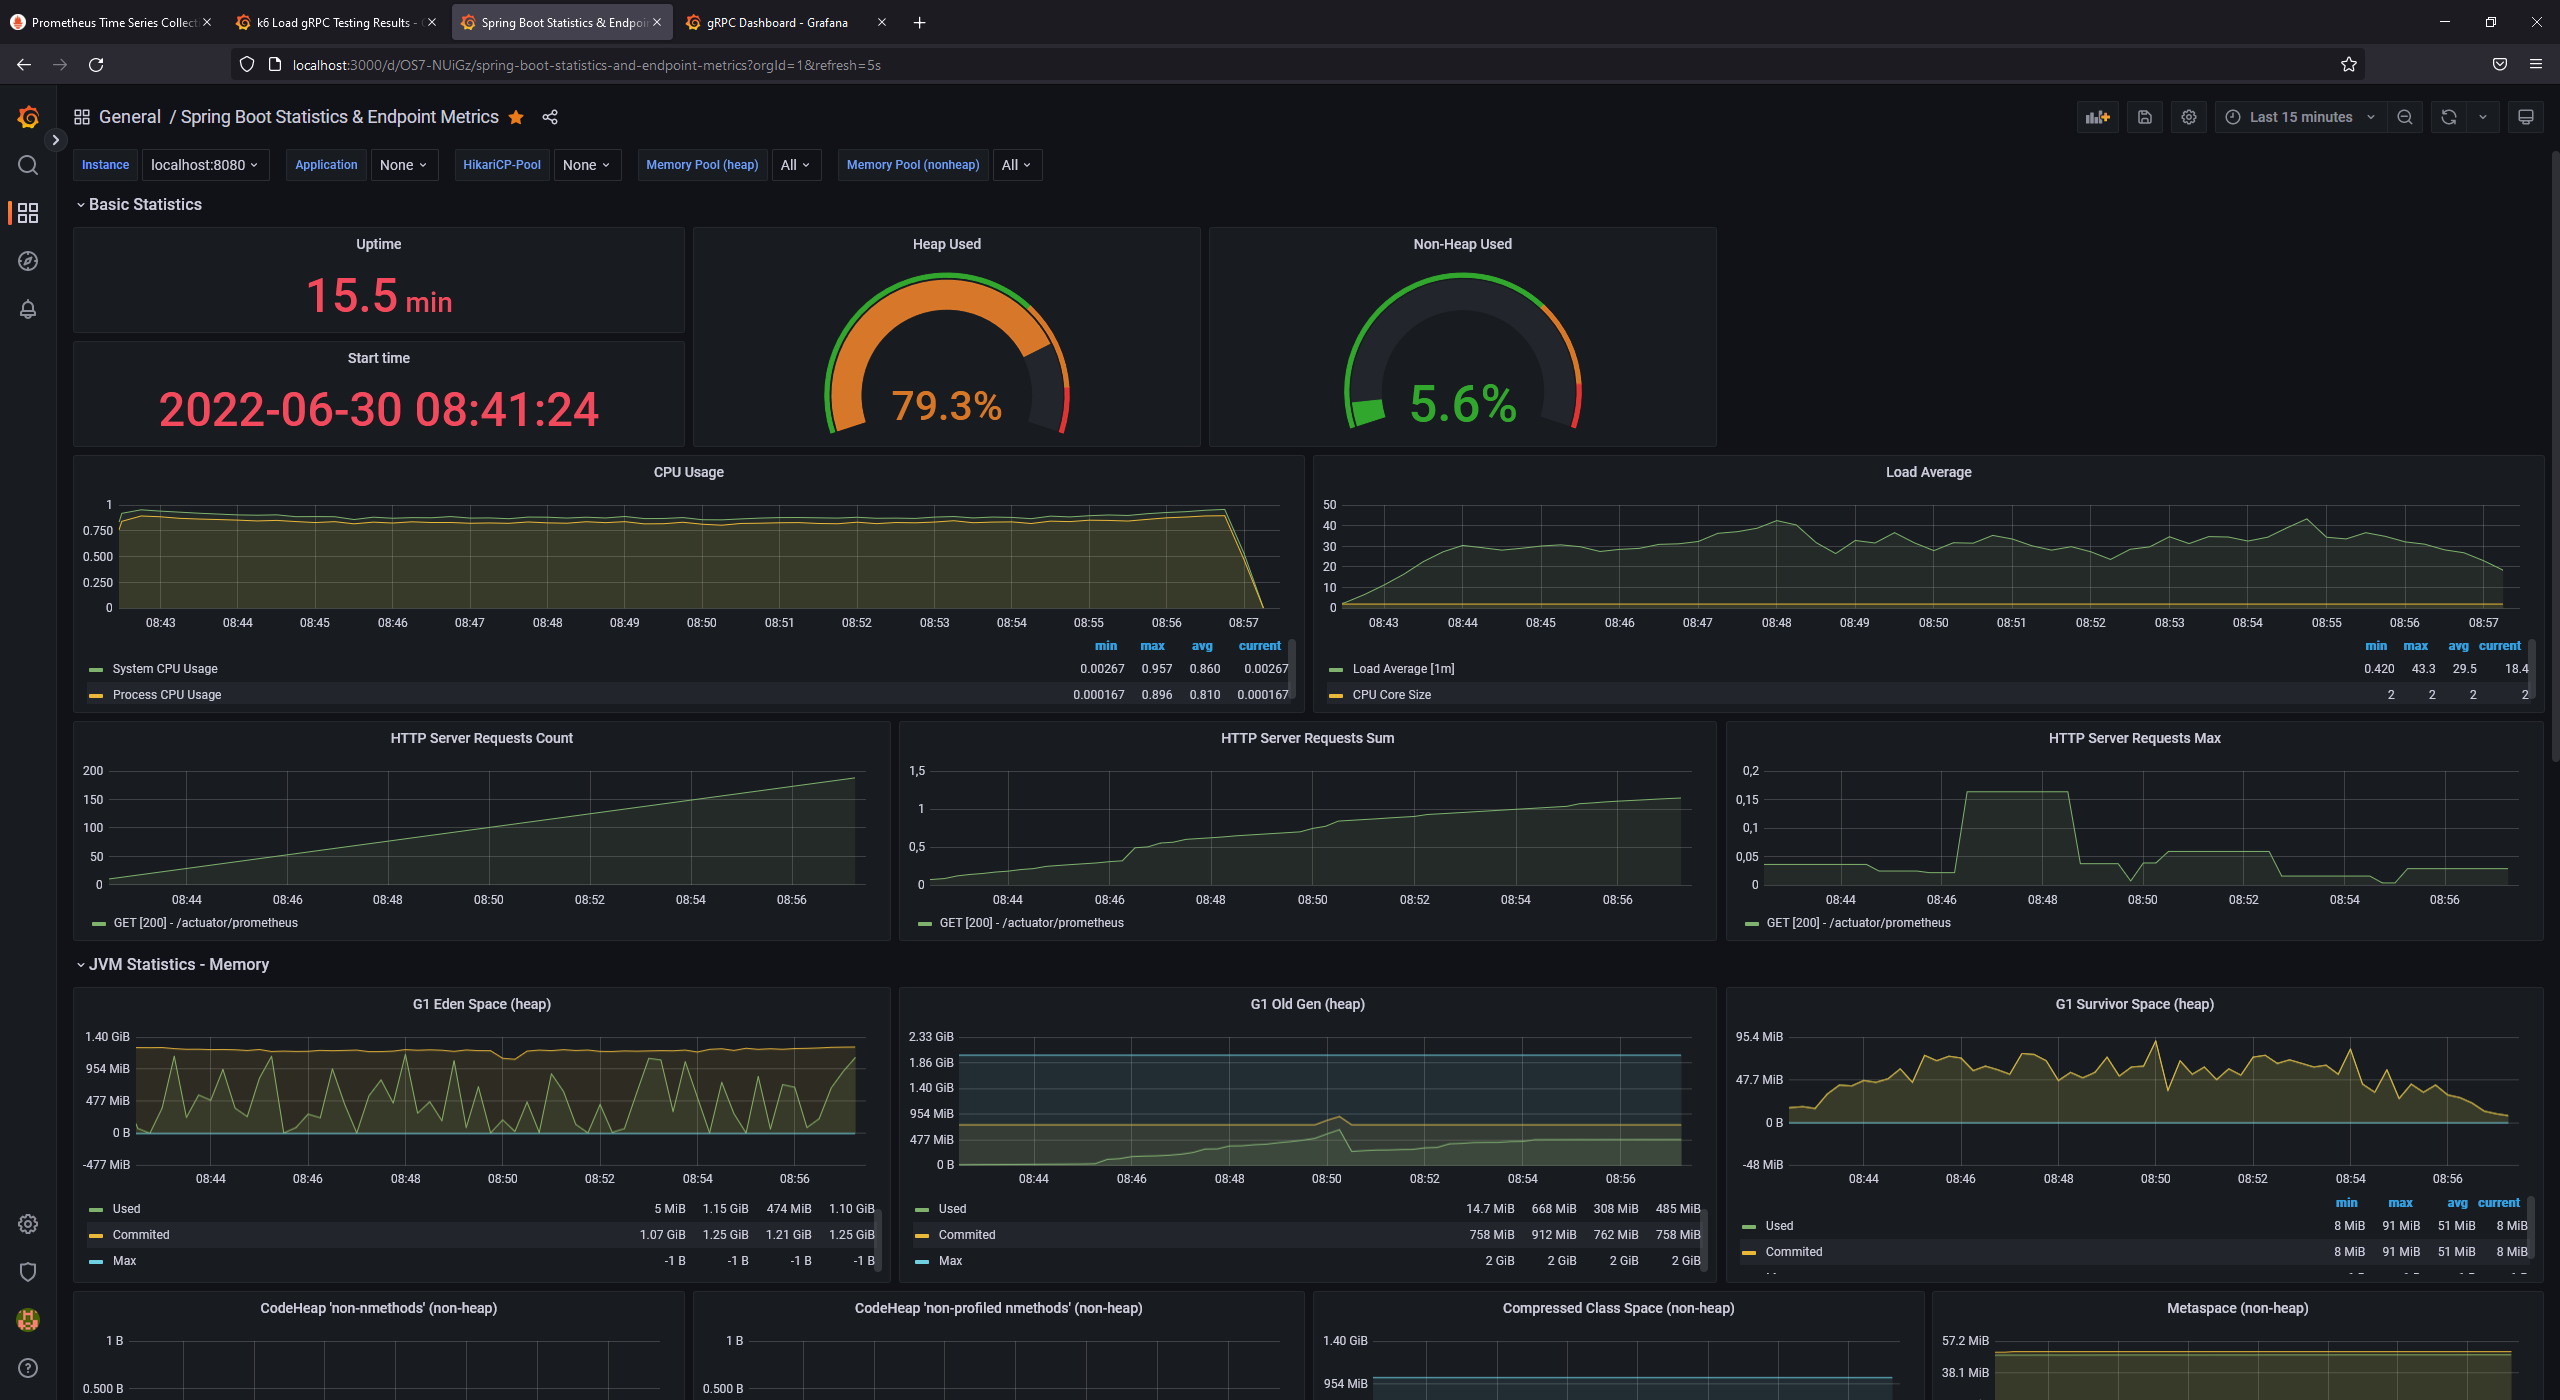 Prometheus Time Series Collect
k6 Load gRPC Testing Results -
Spring Boot Statistics & Endpoin
gRPC Dashboard - Grafana
localhost:3000/d/OS7-NUiGz/spring-boot-statistics-and-endpoint-metrics?orgId=1&refresh=5s
General / Spring Boot Statistics & Endpoint Metrics
Last 15 minutes
Instance localhost:8080 Application None HikariCP-Pool None Memory Pool (heap) All Memory Pool (nonheap) All
Basic Statistics
Uptime
15.5 min
Start time
2022-06-30 08:41:24
Heap Used
79.3%
Non-Heap Used
5.6%
CPU Usage
1
0.750
0.500
0.250
0
08:43 08:44 08:45 08:46 08:47 08:48 08:49 08:50 08:51 08:52 08:53 08:54 08:55 08:56 08:57
min max avg current
System CPU Usage 0.00267 0.957 0.860 0.00267
Process CPU Usage 0.000167 0.896 0.810 0.000167
Load Average
50
40
30
20
10
0
08:43 08:44 08:45 08:46 08:47 08:48 08:49 08:50 08:51 08:52 08:53 08:54 08:55 08:56 08:57
min max avg current
Load Average [1m] 0.420 43.3 29.5 18.4
CPU Core Size 2 2 2 2
HTTP Server Requests Count
200
150
100
50
0
08:44 08:46 08:48 08:50 08:52 08:54 08:56
GET [200] - /actuator/prometheus
HTTP Server Requests Sum
1,5
1
0,5
0
08:44 08:46 08:48 08:50 08:52 08:54 08:56
GET [200] - /actuator/prometheus
HTTP Server Requests Max
0,2
0,15
0,1
0,05
0
08:44 08:46 08:48 08:50 08:52 08:54 08:56
GET [200] - /actuator/prometheus
JVM Statistics - Memory
G1 Eden Space (heap)
1.40 GiB
954 MiB
477 MiB
0 B
-477 MiB
08:44 08:46 08:48 08:50 08:52 08:54 08:56
Used 5 MiB 1.15 GiB 474 MiB 1.10 GiB
Commited 1.07 GiB 1.25 GiB 1.21 GiB 1.25 GiB
Max -1 B -1 B -1 B -1 B
G1 Old Gen (heap)
2.33 GiB
1.86 GiB
1.40 GiB
954 MiB
477 MiB
0 B
08:44 08:46 08:48 08:50 08:52 08:54 08:56
Used 14.7 MiB 668 MiB 308 MiB 485 MiB
Commited 758 MiB 912 MiB 762 MiB 758 MiB
Max 2 GiB 2 GiB 2 GiB 2 GiB
G1 Survivor Space (heap)
95.4 MiB
47.7 MiB
0 B
-48 MiB
08:44 08:46 08:48 08:50 08:52 08:54 08:56
min max avg current
Used 8 MiB 91 MiB 51 MiB 8 MiB
Commited 8 MiB 91 MiB 51 MiB 8 MiB
CodeHeap 'non-nmethods' (non-heap)
1 B
0.500 B
CodeHeap 'non-profiled nmethods' (non-heap)
1 B
0.500 B
Compressed Class Space (non-heap)
1.40 GiB
954 MiB
Metaspace (non-heap)
57.2 MiB
38.1 MiB